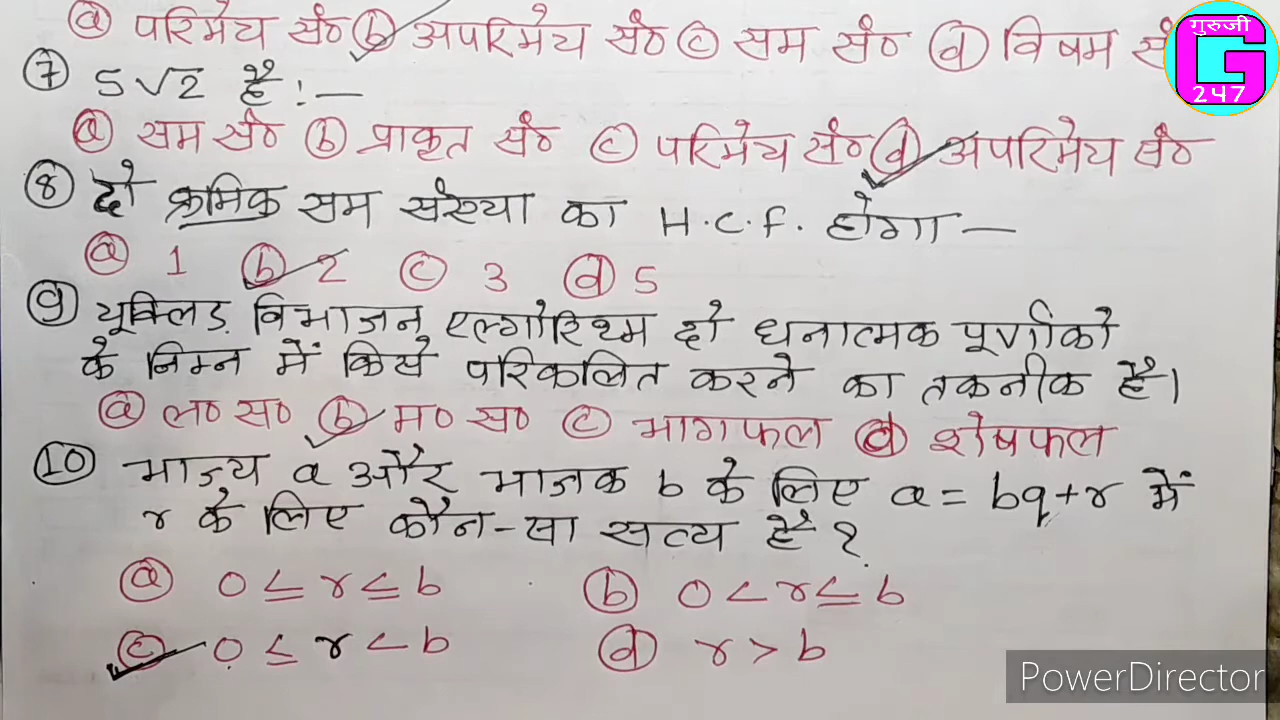 ⓐ परिमेय सं० ⓑ अपरिमेय सं० ⓒ सम सं० ⓓ विषम सं
गुरुजी
G
247
⑦ 5√2 है :—
ⓐ सम सं० ⓑ प्राकृत सं० ⓒ परिमेय सं० ⓓ अपरिमेय सं०
⑧ दो क्रमिक सम संख्या का H.C.F. होगा —
ⓐ 1 ⓑ 2 ⓒ 3 ⓓ 5
⑨ यूक्लिड विभाजन एल्गोरिथ्म दो धनात्मक पूर्णांको
के निम्न में किसे परिकलित करने का तकनीक है।
ⓐ ल० स० ⓑ म० स० ⓒ भागफल ⓓ शेषफल
⑩ भाज्य a और भाजक b के लिए a = bq + r में
r के लिए कौन-सा सत्य है ?
ⓐ 0 ≤ r ≤ b ⓑ 0 < r ≤ b
ⓒ 0 ≤ r < b ⓓ r > b
PowerDirector